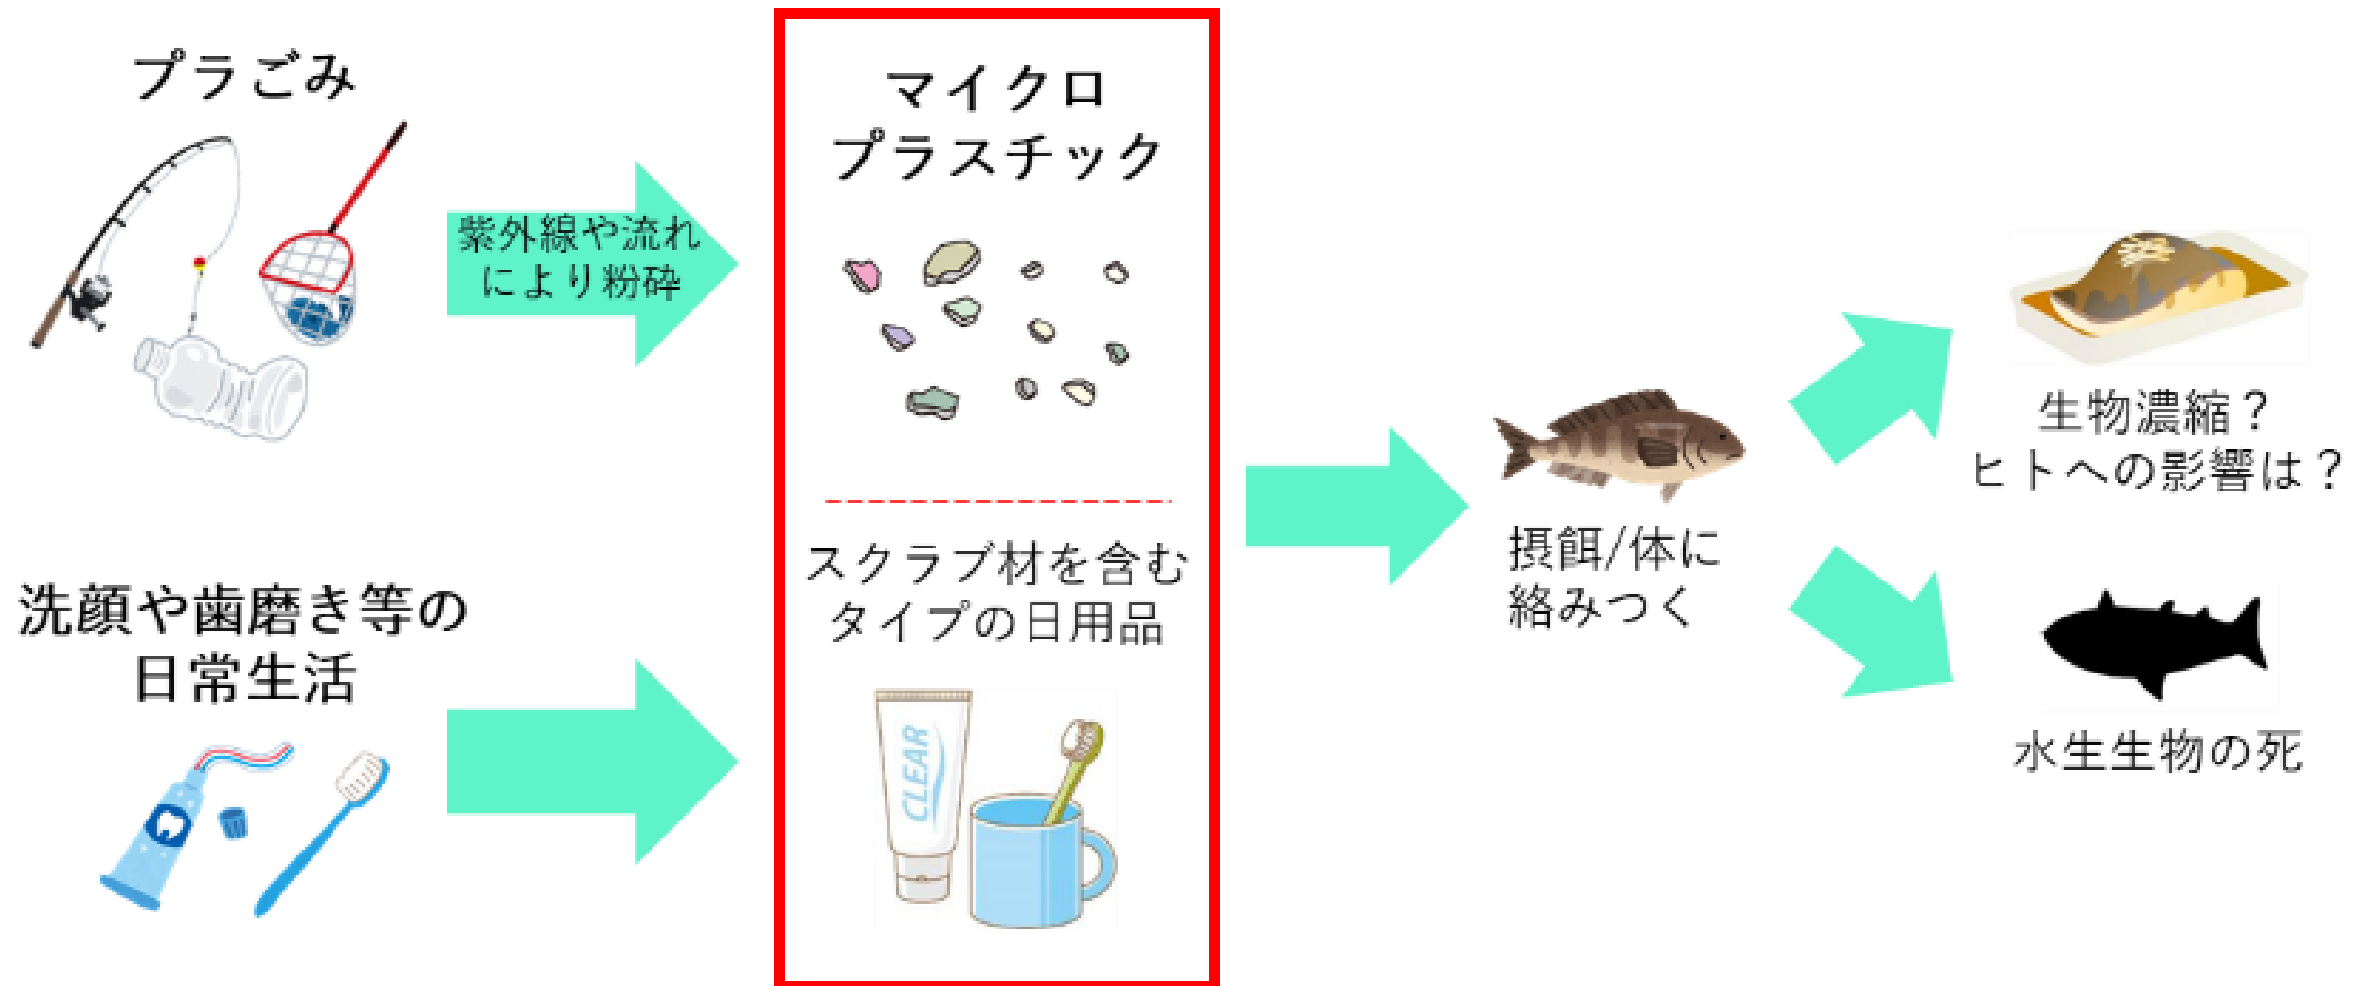 プラごみ
紫外線や流れ
により粉砕
洗顔や歯磨き等の
日常生活
マイクロ
プラスチック
スクラブ材を含む
タイプの日用品
CLEAR
摂餌/体に
絡みつく
生物濃縮？
ヒトへの影響は？
水生生物の死